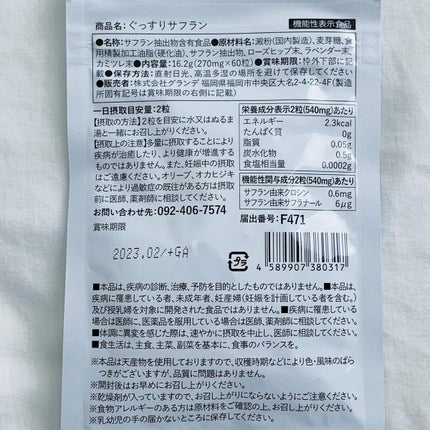 商品名:ぐっすりサフラン 機能性表示食品
●名称:サフラン抽出物含有食品●原材料名:澱粉(国内製造)、麦芽糖、
食用精製加工油脂(硬化油)、サフラン抽出物、ローズヒップ末、ラベンダー末、
カミツレ末●内容量:16.2g(270mg×60粒)●賞味期限:枠外下部に記載
●保存方法:直射日光、高温多湿の場所を避けて保存してください
●販売者:株式会社グランデ 福岡県福岡市中央区大名2-4-22-4F(製造
所固有記号は賞味期限の右側に記載)
一日摂取目安量:2粒
【摂取の方法】2粒を目安に水又はぬるま
湯と一緒にお召し上がりください。
【摂取上の注意】多量に摂取することにより
疾病が治癒したり、より健康が増進する
ものではありません。また、妊娠中の摂取
はご遠慮ください。オリーブ、オカヒジキ
などにより過敏症の既往がある方は摂取
前に医師、薬剤師にご相談ください。
お問い合わせ先:092-406-7574
賞味期限
2023.02/+GA
栄養成分表示2粒(540mg)あたり
エネルギー 2.3kcal
たんぱく質 0g
脂質 0.05g
炭水化物 0.5g
食塩相当量 0.0002g
機能性関与成分2粒(540mg)あたり
サフラン由来クロシン 0.6mg
サフラン由来サフラナール 6μg
届出番号:F471
プラ
4 589907 380317
■本品は、疾病の診断、治療、予防を目的としたものではありません。■本品は、
疾病に罹患している者、未成年者、妊産婦(妊娠を計画している者を含む。)
及び授乳婦を対象に開発された食品ではありません。■疾病に罹患して
いる場合は医師に、医薬品を服用している場合は医師、薬剤師に相談してください。
■体調に異変を感じた際は、速やかに摂取を中止し、医師に相談してください。
■食生活は、主食、主菜、副菜を基本に、食事のバランスを。
※本品は天産物を使用しておりますので、収穫時期などにより色・風味のばら
つきがございますが、品質に問題はありません。
※開封後はお早めにお召し上がりください。
※乾燥剤が入っていますので、お召し上がりにならないようにご注意ください。
※食物アレルギーのある方は原材料をご確認の上、お召し上がりください。
※乳幼児の手の届かないところに保存してください。